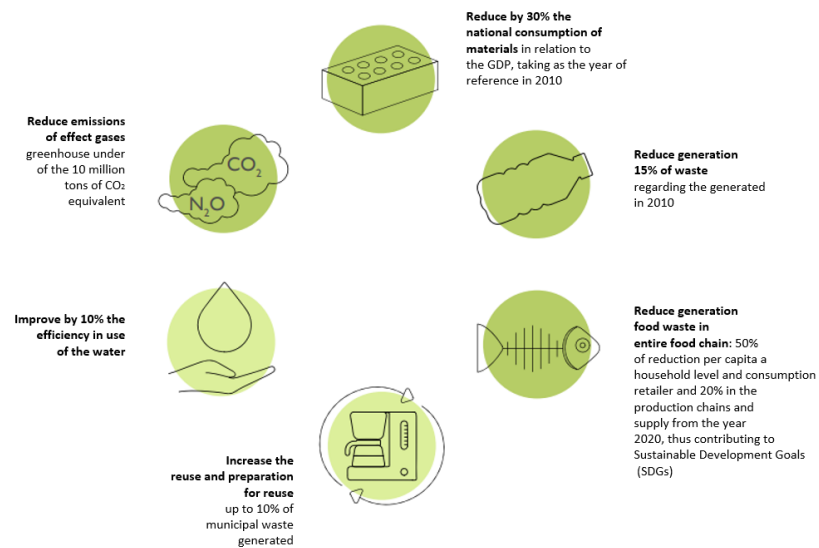 Reduce by 30% the
national consumption of
materials in relation to
the GDP, taking as the year of
reference in 2010
Reduce emissions
of effect gases
greenhouse under
of the 10 million
tons of CO₂
equivalent
CO₂
N₂O
Reduce generation
15% of waste
regarding the generated
in 2010
Improve by 10% the
efficiency in use
of the water
Reduce generation
food waste in
entire food chain: 50%
of reduction per capita a
household level and consumption
retailer and 20% in the
production chains and
supply from the year
2020, thus contributing to
Sustainable Development Goals
(SDGs)
Increase the
reuse and preparation
for reuse
up to 10% of
municipal waste
generated